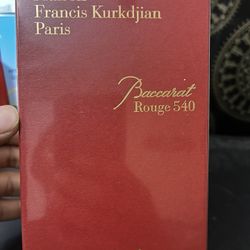 Francis Kurkdjian
Paris
Baccarat
Rouge 540